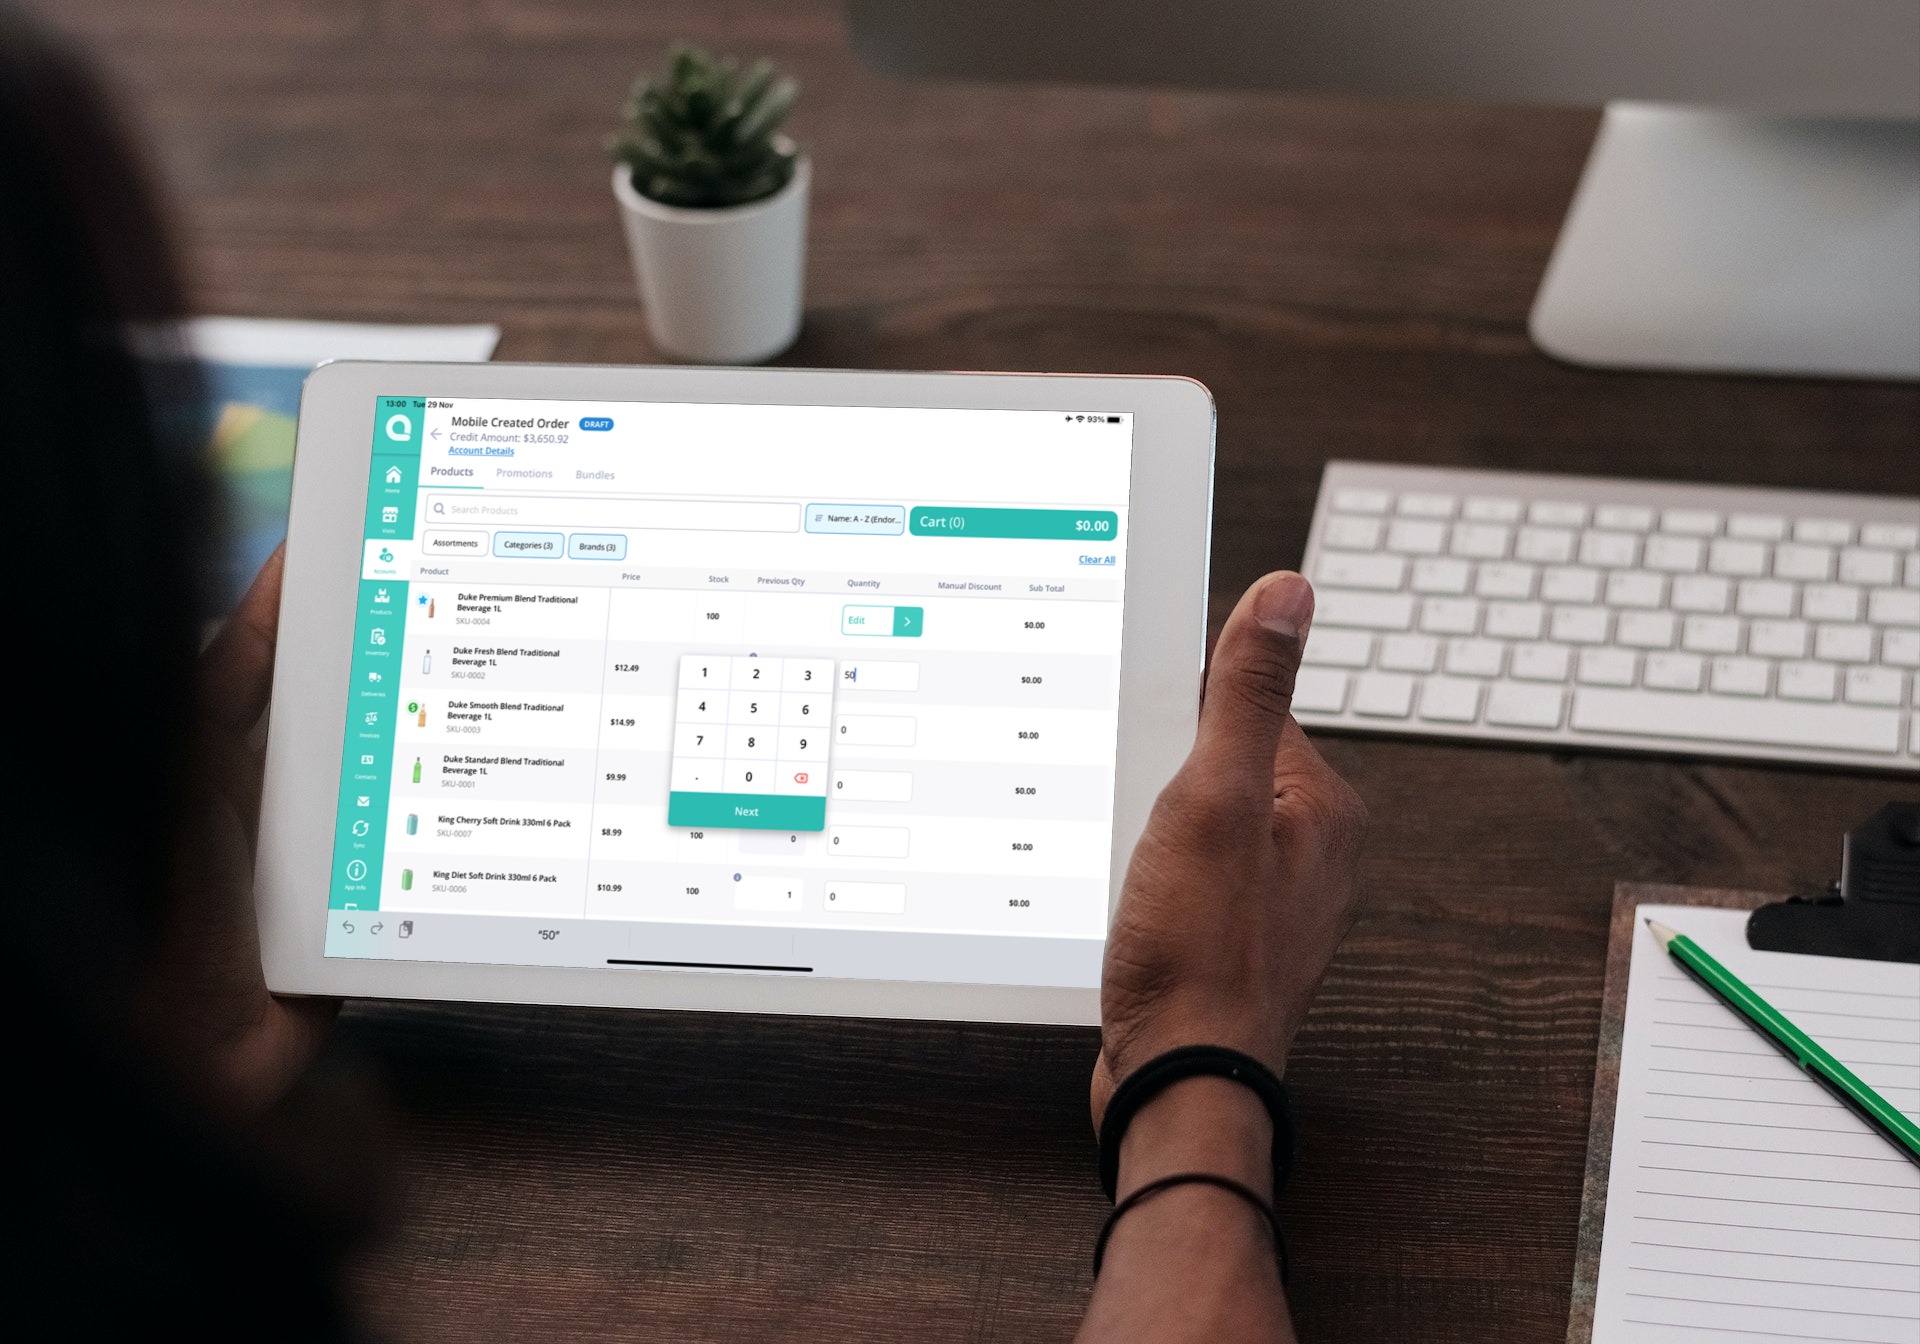 13:00 Tue 29 Nov
93%
Mobile Created Order DRAFT
Credit Amount: $3,650.92
Account Details
Products Promotions Bundles
Search Products
Name: A - Z (Endor...
Cart (0) $0.00
Assortments Categories (3) Brands (3) Clear All
Product Price Stock Previous Qty Quantity Manual Discount Sub Total
Duke Premium Blend Traditional
Beverage 1L
SKU-0004
100 Edit $0.00
Duke Fresh Blend Traditional
Beverage 1L
SKU-0002
$12.49 50 $0.00
Duke Smooth Blend Traditional
Beverage 1L
SKU-0003
$14.99 0 $0.00
Duke Standard Blend Traditional
Beverage 1L
SKU-0001
$9.99 0 $0.00
King Cherry Soft Drink 330ml 6 Pack
SKU-0007
$8.99 100 0 0 $0.00
King Diet Soft Drink 330ml 6 Pack
SKU-0006
$10.99 100 1 0 $0.00
1 2 3
4 5 6
7 8 9
. 0
Next
Home
Visits
Accounts
Products
Inventory
Deliveries
Invoices
Contacts
Sync
App Info
"50"